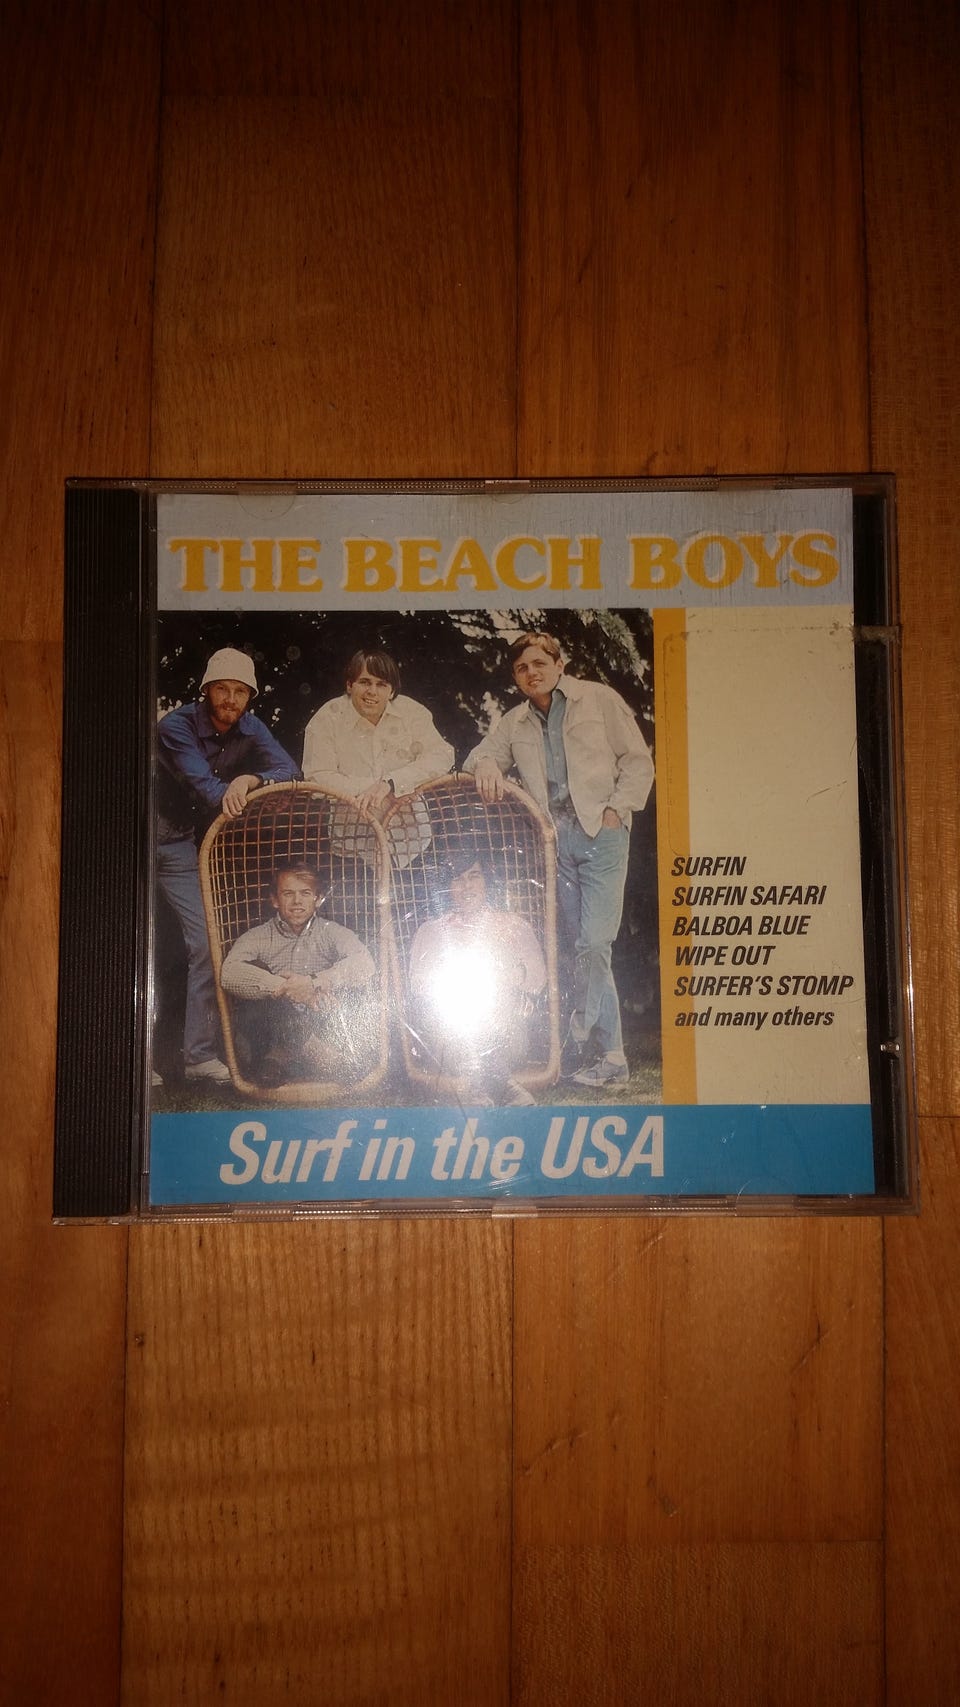 THE BEACH BOYS
SURFIN
SURFIN SAFARI
BALBOA BLUE
WIPE OUT
SURFER'S STOMP
and many others
Surf in the USA